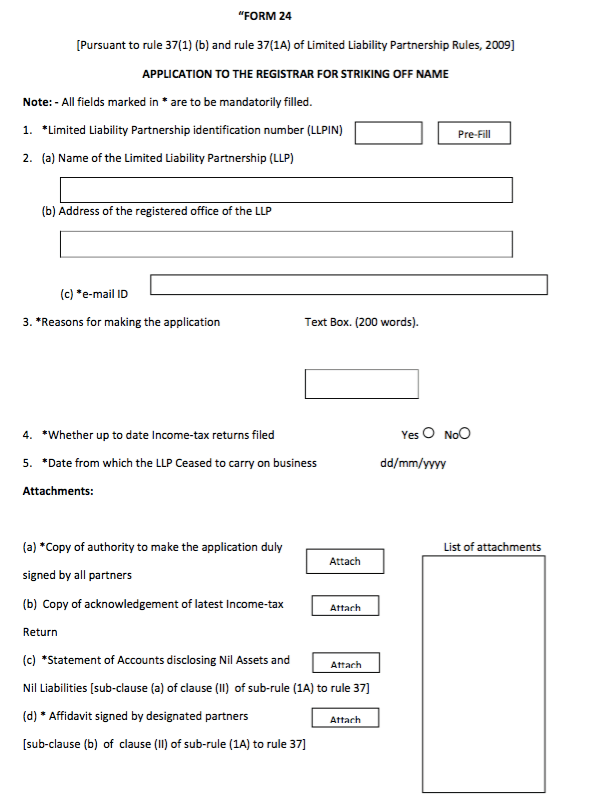 “FORM 24
[Pursuant to rule 37(1) (b) and rule 37(1A) of Limited Liability Partnership Rules, 2009]
APPLICATION TO THE REGISTRAR FOR STRIKING OFF NAME
Note: - All fields marked in * are to be mandatorily filled.
1. *Limited Liability Partnership identification number (LLPIN) Pre-Fill
2. (a) Name of the Limited Liability Partnership (LLP)
(b) Address of the registered office of the LLP
(c) *e-mail ID
3. *Reasons for making the application Text Box. (200 words).
4. *Whether up to date Income-tax returns filed Yes No
5. *Date from which the LLP Ceased to carry on business dd/mm/yyyy
Attachments:
(a) *Copy of authority to make the application duly Attach List of attachments
signed by all partners
(b) Copy of acknowledgement of latest Income-tax Attach
Return
(c) *Statement of Accounts disclosing Nil Assets and Attach
Nil Liabilities [sub-clause (a) of clause (II) of sub-rule (1A) to rule 37]
(d) * Affidavit signed by designated partners Attach
[sub-clause (b) of clause (II) of sub-rule (1A) to rule 37]